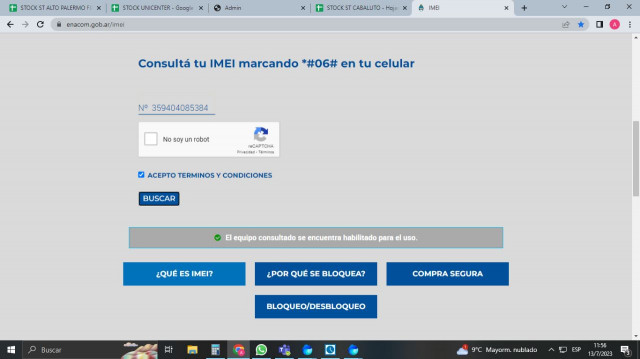 STOCK ST ALTO PALERMO
STOCK UNICENTER - Google
Admin
STOCK ST CABALLITO - Hoja
IMEI
enacom.gob.ar/imei
A
Consultá tu IMEI marcando *#06# en tu celular
Nº 359404085384
No soy un robot
reCAPTCHA
Privacidad - Términos
ACEPTO TERMINOS Y CONDICIONES
BUSCAR
El equipo consultado se encuentra habilitado para el uso.
¿QUÉ ES IMEI?
¿POR QUÉ SE BLOQUEA?
COMPRA SEGURA
BLOQUEO/DESBLOQUEO
Buscar
9°C Mayorm. nublado
ESP
11:56
13/7/2023